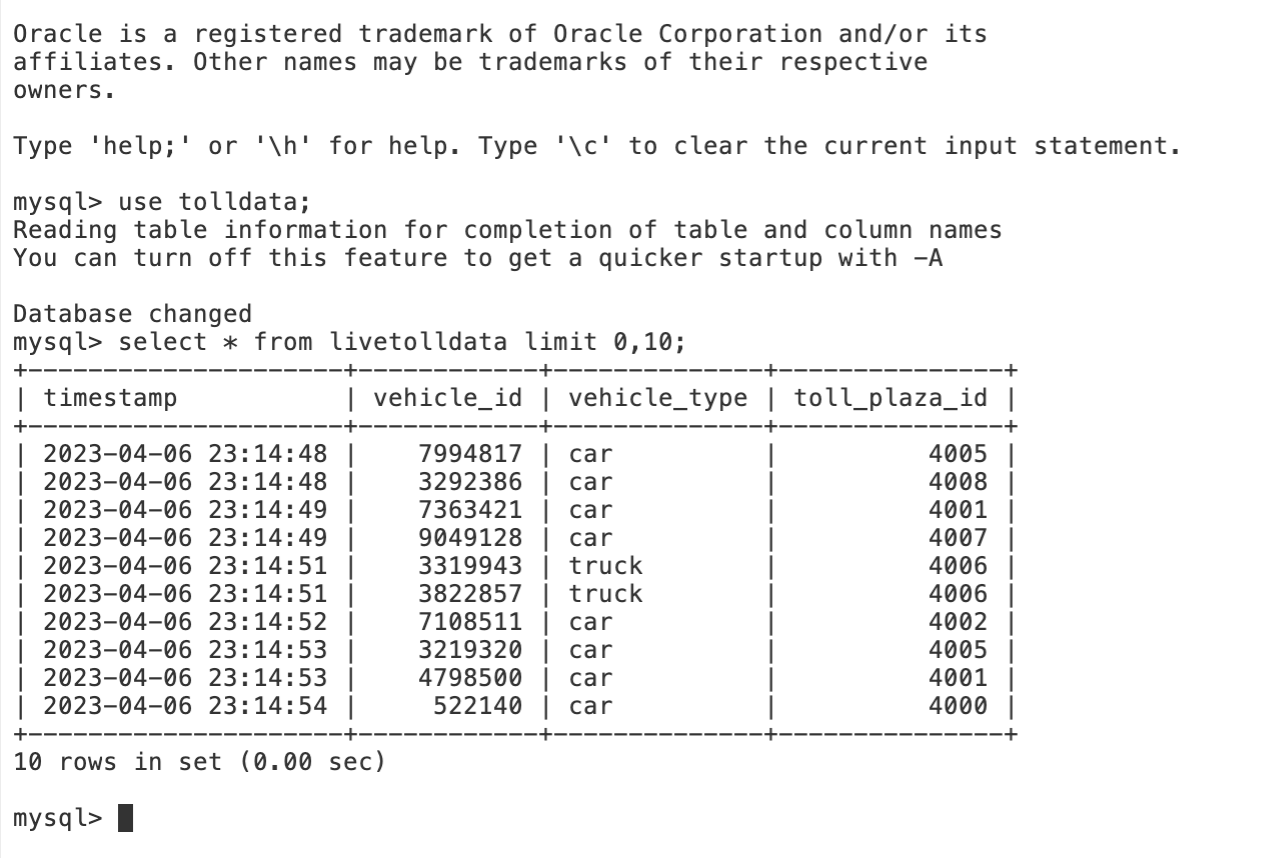 Oracle is a registered trademark of Oracle Corporation and/or its
affiliates. Other names may be trademarks of their respective
owners.

Type 'help;' or '\h' for help. Type '\c' to clear the current input statement.

mysql> use tolldata;
Reading table information for completion of table and column names
You can turn off this feature to get a quicker startup with -A

Database changed
mysql> select * from livetolldata limit 0,10;
+---------------------+------------+--------------+---------------+
| timestamp           | vehicle_id | vehicle_type | toll_plaza_id |
+---------------------+------------+--------------+---------------+
| 2023-04-06 23:14:48 |    7994817 | car          |          4005 |
| 2023-04-06 23:14:48 |    3292386 | car          |          4008 |
| 2023-04-06 23:14:49 |    7363421 | car          |          4001 |
| 2023-04-06 23:14:49 |    9049128 | car          |          4007 |
| 2023-04-06 23:14:51 |    3319943 | truck        |          4006 |
| 2023-04-06 23:14:51 |    3822857 | truck        |          4006 |
| 2023-04-06 23:14:52 |    7108511 | car          |          4002 |
| 2023-04-06 23:14:53 |    3219320 | car          |          4005 |
| 2023-04-06 23:14:53 |    4798500 | car          |          4001 |
| 2023-04-06 23:14:54 |     522140 | car          |          4000 |
+---------------------+------------+--------------+---------------+
10 rows in set (0.00 sec)

mysql>